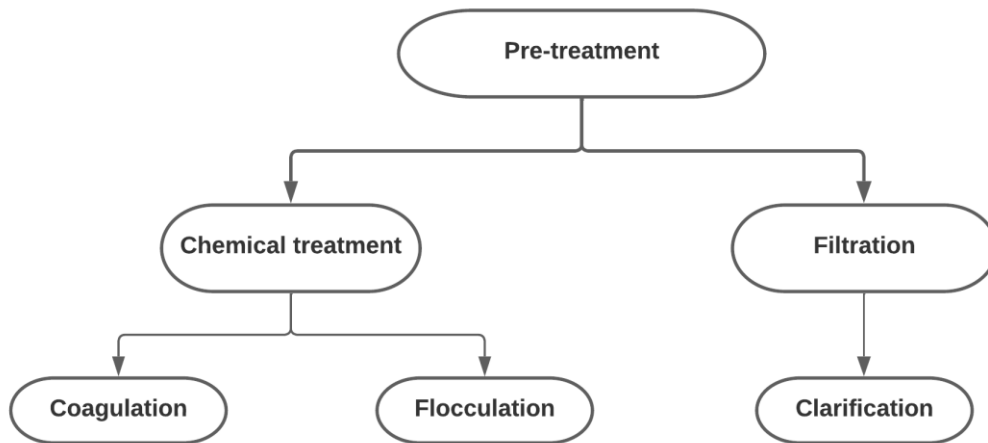 Pre-treatment
Chemical treatment
Filtration
Coagulation
Flocculation
Clarification